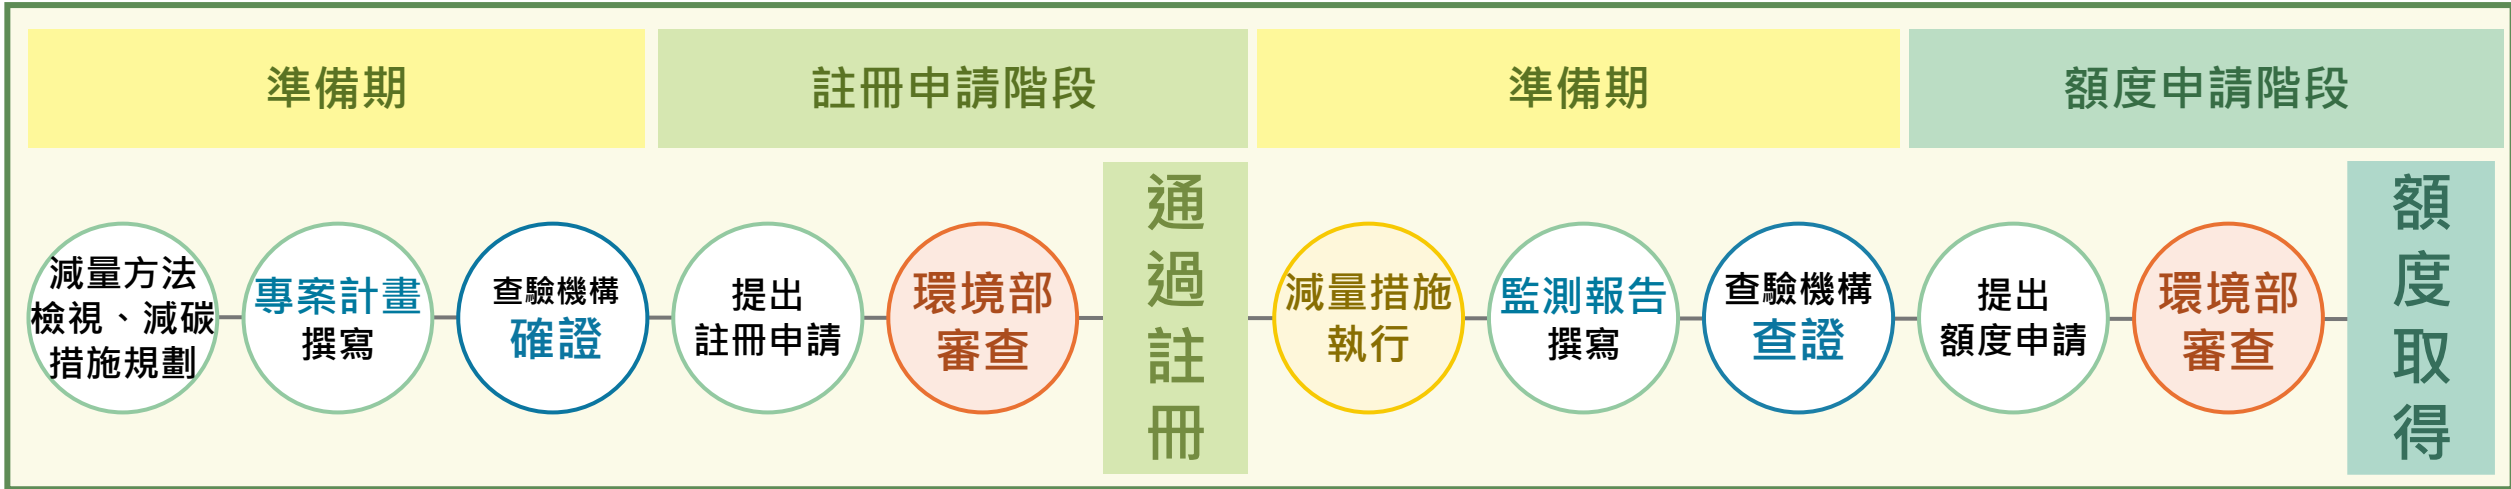 準備期
註冊申請階段
準備期
額度申請階段
減量方法
檢視、減碳
措施規劃
專案計畫
撰寫
查驗機構
確證
提出
註冊申請
環境部
審查
通過註冊
減量措施
執行
監測報告
撰寫
查驗機構
查證
提出
額度申請
環境部
審查
額度取得